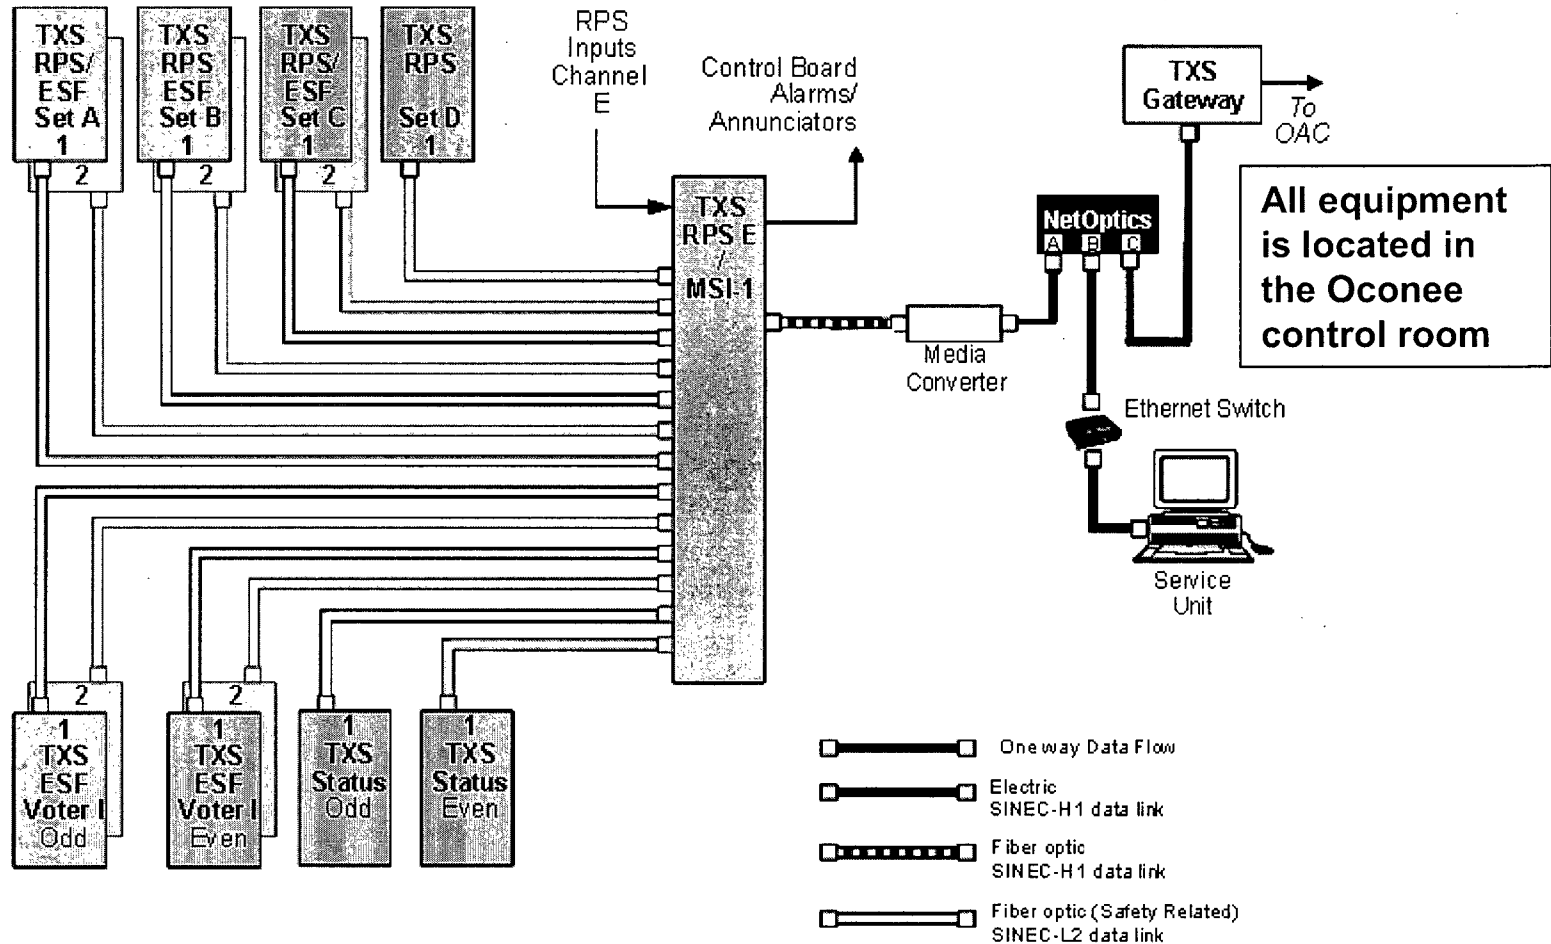 TXS
RPS/
ESF
Set A
1
2
TXS
RPS
ESF
Set B
1
2
TXS
RPS/
ESF
Set C
1
2
TXS
RPS
Set D
1
RPS
Inputs
Channel
E
Control Board
Alarms/
Annunciators
TXS
RPS E
/
MSI-1
TXS
Gateway
To
OAC
NetOptics
A B C
All equipment
is located in
the Oconee
control room
Media
Converter
Ethernet Switch
Service
Unit
2
1
TXS
ESF
Voter I
Odd
2
1
TXS
ESF
Voter I
Even
1
TXS
Status
Odd
1
TXS
Status
Even
One way Data Flow
Electric
SINEC-H1 data link
Fiber optic
SINEC-H1 data link
Fiber optic (Safety Related)
SINEC-L2 data link